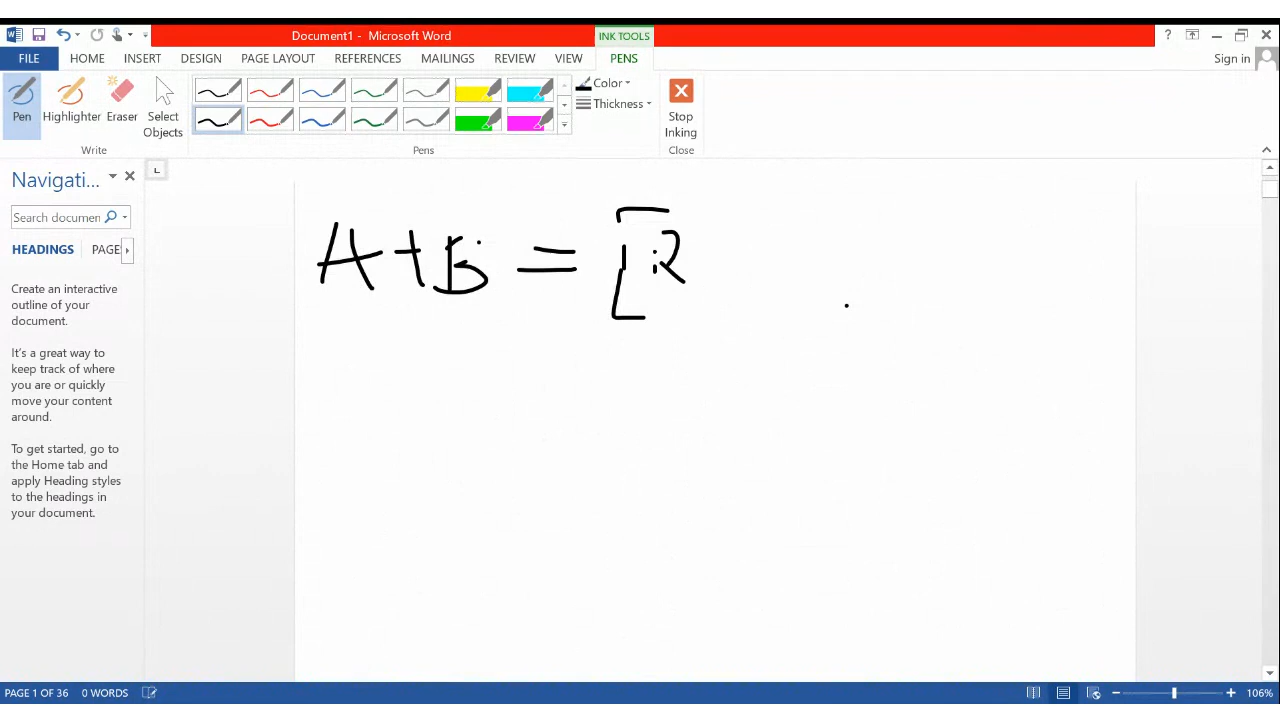 Document1 - Microsoft Word
INK TOOLS
?
FILE
HOME
INSERT
DESIGN
PAGE LAYOUT
REFERENCES
MAILINGS
REVIEW
VIEW
PENS
Sign in
Pen
Highlighter
Eraser
Select
Objects
Color
Thickness
Stop
Inking
Write
Pens
Close
Navigati...
Search documen
HEADINGS
PAGE
Create an interactive
outline of your
document.
It's a great way to
keep track of where
you are or quickly
move your content
around.
To get started, go to
the Home tab and
apply Heading styles
to the headings in
your document.
A + B = [1 2
PAGE 1 OF 36
0 WORDS
106%